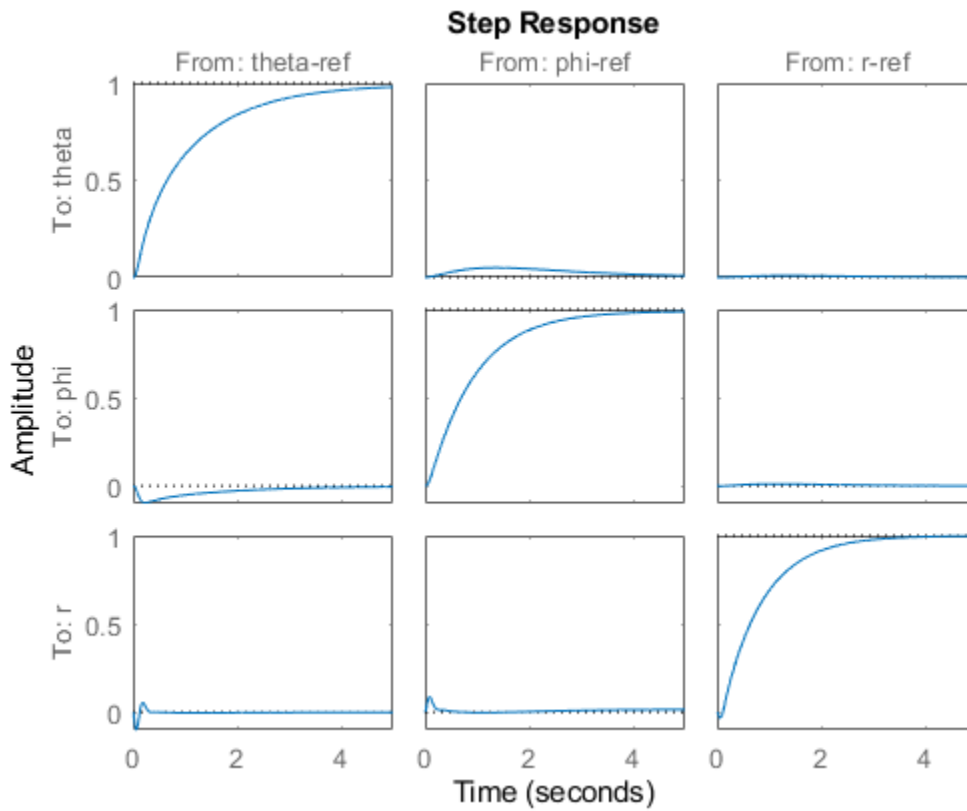 Step Response
From: theta-ref From: phi-ref From: r-ref
To: theta
1
0.5
0
Amplitude
To: phi
1
0.5
0
To: r
1
0.5
0
0 2 4 0 2 4 0 2 4
Time (seconds)